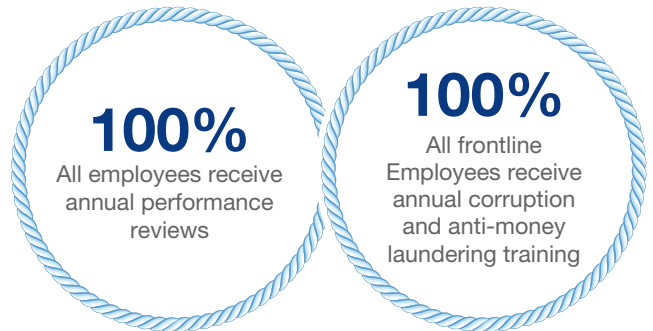 100%
All employees receive
annual performance
reviews
100%
All frontline
Employees receive
annual corruption
and anti-money
laundering training